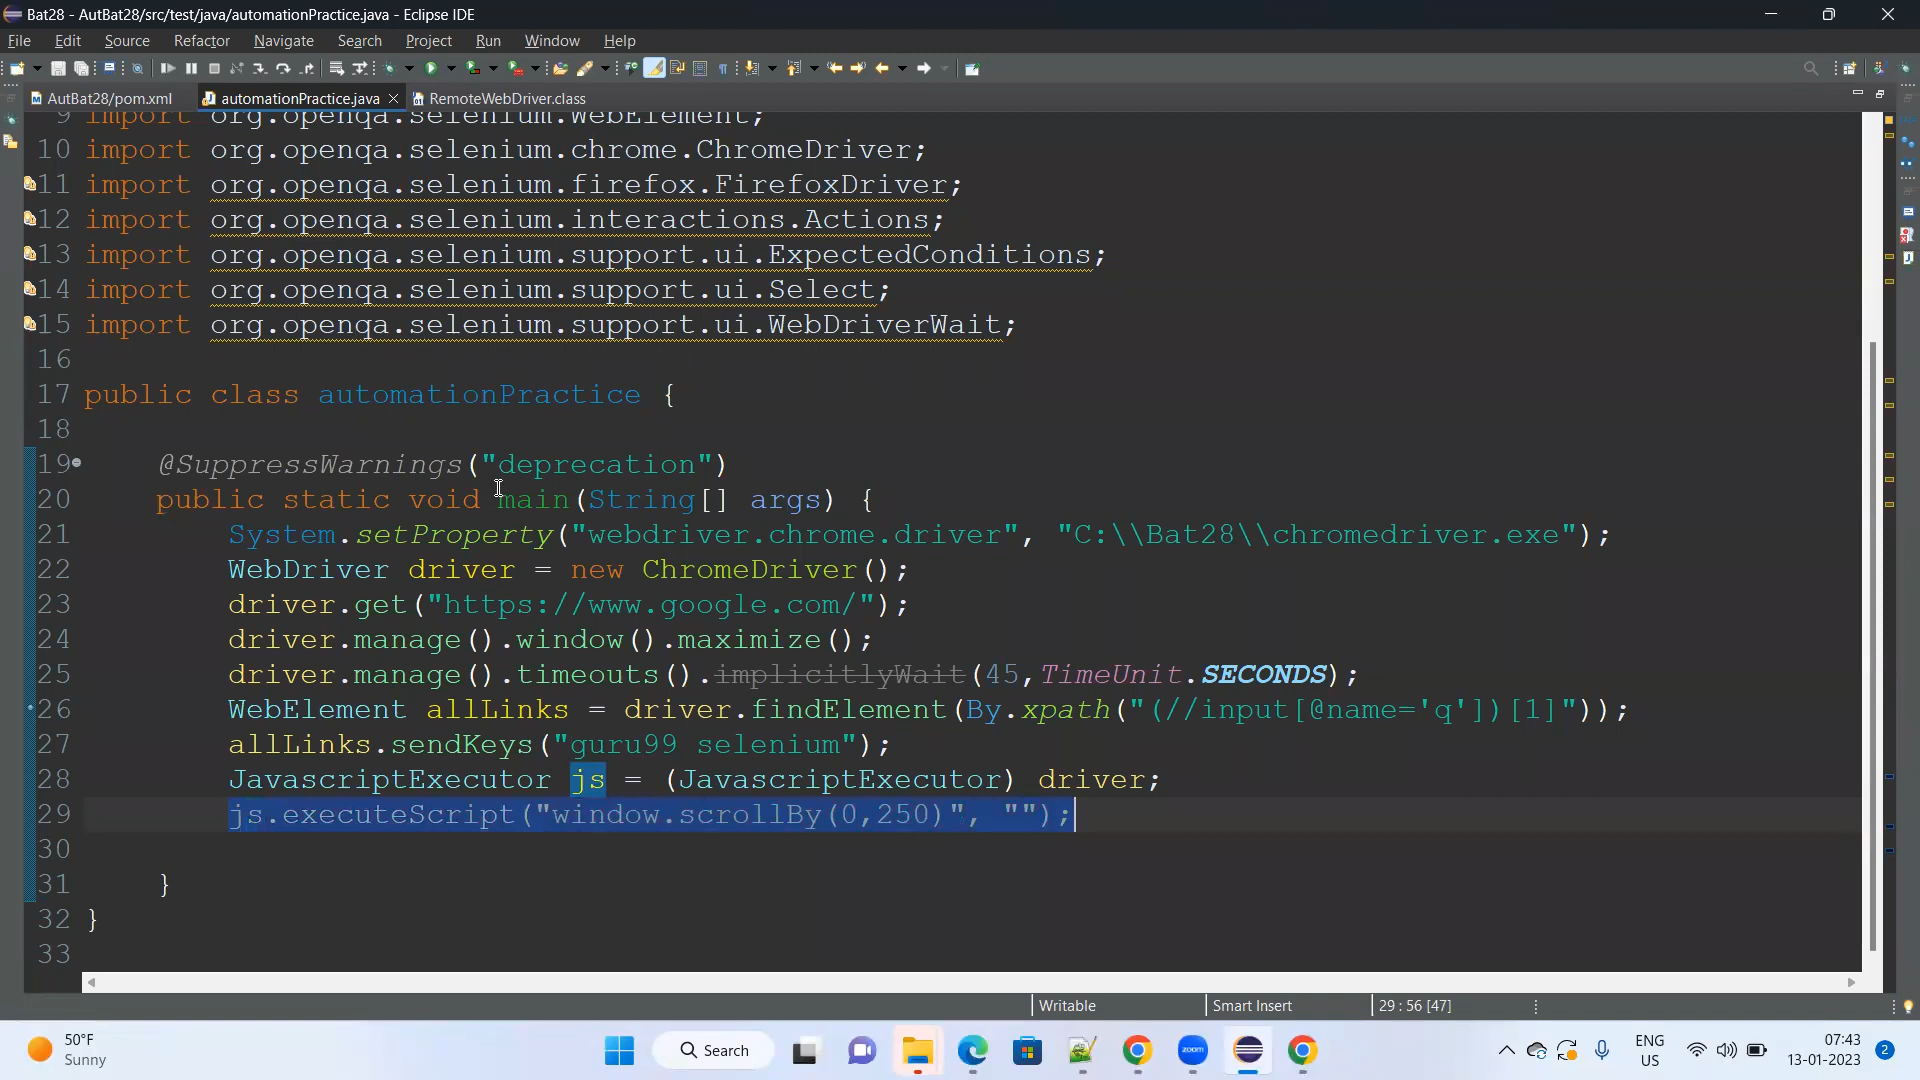 Bat28 - AutBat28/src/test/java/automationPractice.java - Eclipse IDE
File Edit Source Refactor Navigate Search Project Run Window Help
AutBat28/pom.xml automationPractice.java RemoteWebDriver.class
9 import org.openqa.selenium.WebElement;
10 import org.openqa.selenium.chrome.ChromeDriver;
11 import org.openqa.selenium.firefox.FirefoxDriver;
12 import org.openqa.selenium.interactions.Actions;
13 import org.openqa.selenium.support.ui.ExpectedConditions;
14 import org.openqa.selenium.support.ui.Select;
15 import org.openqa.selenium.support.ui.WebDriverWait;
16
17 public class automationPractice {
18
19 @SuppressWarnings("deprecation")
20 public static void main(String[] args) {
21 System.setProperty("webdriver.chrome.driver", "C:\\Bat28\\chromedriver.exe");
22 WebDriver driver = new ChromeDriver();
23 driver.get("https://www.google.com/");
24 driver.manage().window().maximize();
25 driver.manage().timeouts().implicitlyWait(45,TimeUnit.SECONDS);
26 WebElement allLinks = driver.findElement(By.xpath("(//input[@name='q'])[1]"));
27 allLinks.sendKeys("guru99 selenium");
28 JavascriptExecutor js = (JavascriptExecutor) driver;
29 js.executeScript("window.scrollBy(0,250)", "");
30
31 }
32 }
33
Writable Smart Insert 29 : 56 [47]
50°F
Sunny
Search
zoom
ENG
US
07:43
13-01-2023
2